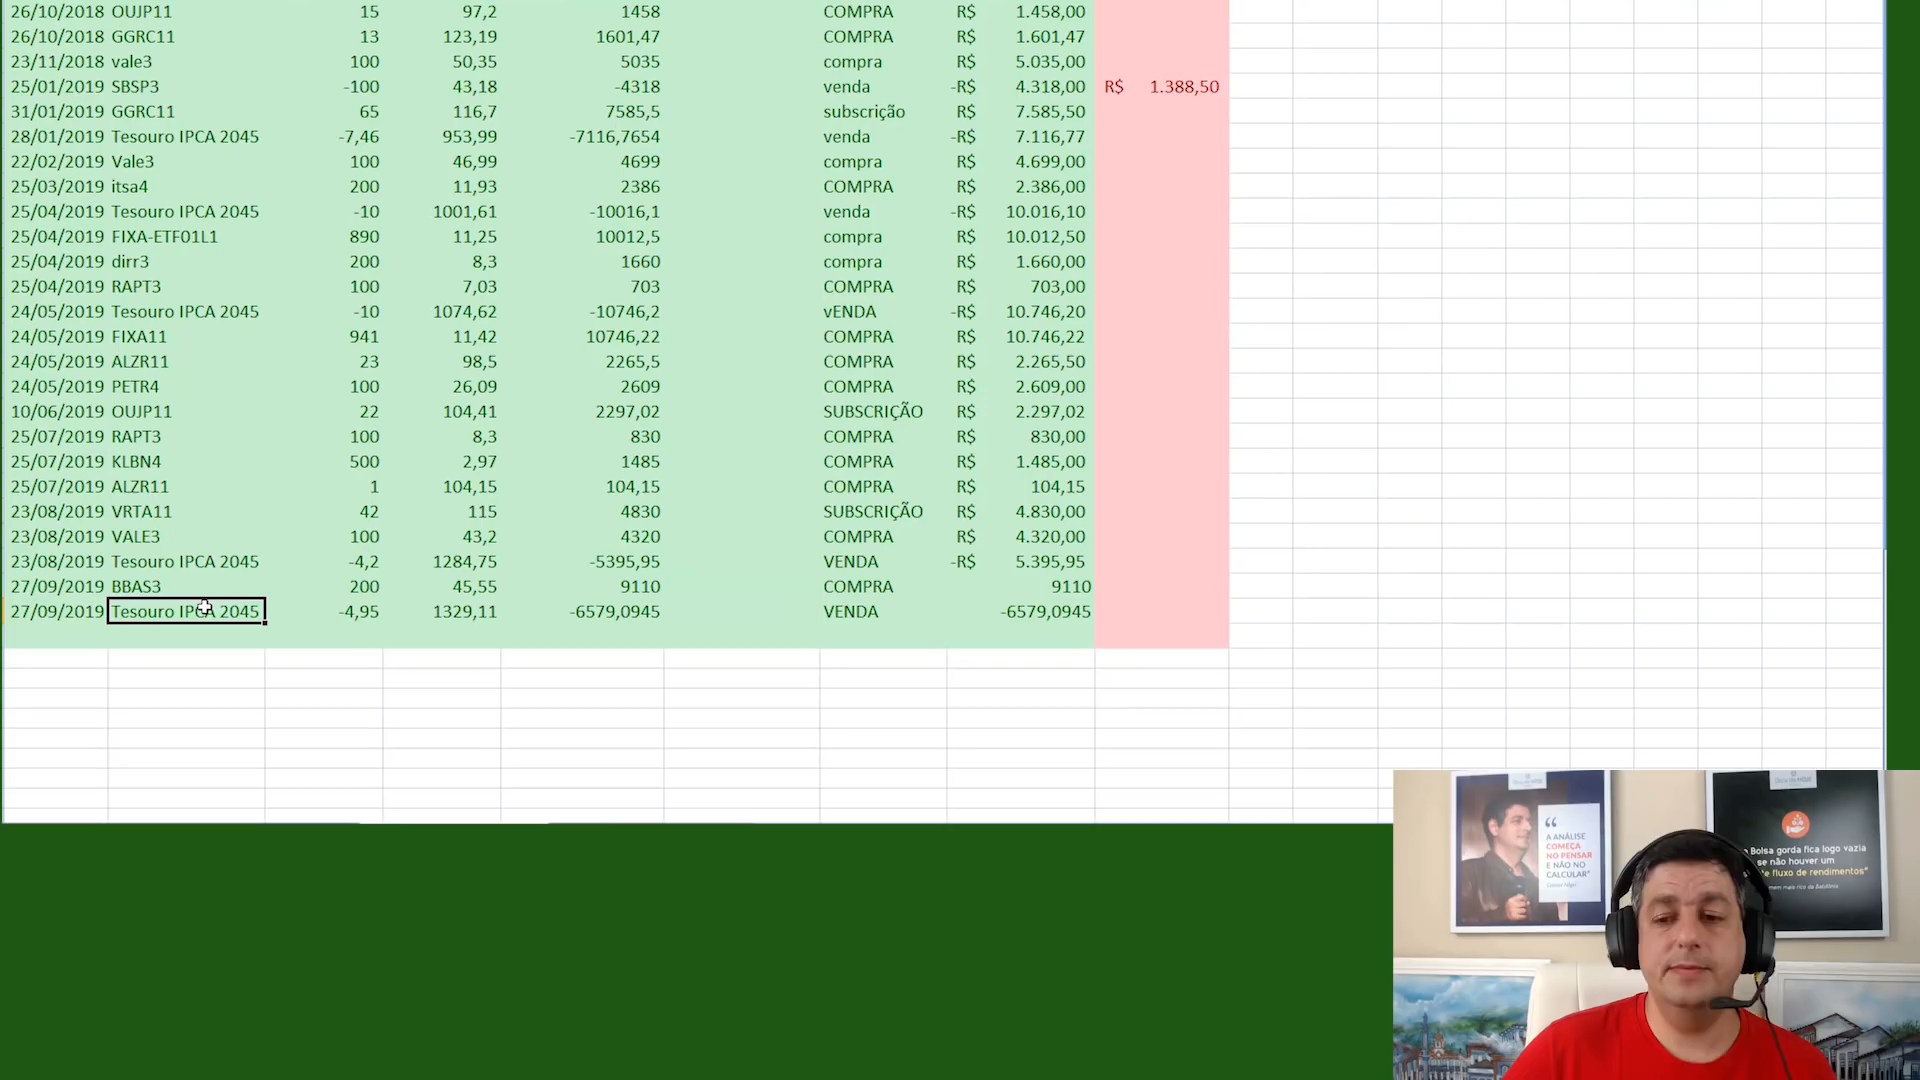 26/10/2018 OUJP11 15 97,2 1458 COMPRA R$ 1.458,00
26/10/2018 GGRC11 13 123,19 1601,47 COMPRA R$ 1.601,47
23/11/2018 vale3 100 50,35 5035 compra R$ 5.035,00
25/01/2019 SBSP3 -100 43,18 -4318 venda -R$ 4.318,00 R$ 1.388,50
31/01/2019 GGRC11 65 116,7 7585,5 subscrição R$ 7.585,50
28/01/2019 Tesouro IPCA 2045 -7,46 953,99 -7116,7654 venda -R$ 7.116,77
22/02/2019 Vale3 100 46,99 4699 compra R$ 4.699,00
25/03/2019 itsa4 200 11,93 2386 COMPRA R$ 2.386,00
25/04/2019 Tesouro IPCA 2045 -10 1001,61 -10016,1 venda -R$ 10.016,10
25/04/2019 FIXA-ETF01L1 890 11,25 10012,5 compra R$ 10.012,50
25/04/2019 dirr3 200 8,3 1660 compra R$ 1.660,00
25/04/2019 RAPT3 100 7,03 703 COMPRA R$ 703,00
24/05/2019 Tesouro IPCA 2045 -10 1074,62 -10746,2 vENDA -R$ 10.746,20
24/05/2019 FIXA11 941 11,42 10746,22 COMPRA R$ 10.746,22
24/05/2019 ALZR11 23 98,5 2265,5 COMPRA R$ 2.265,50
24/05/2019 PETR4 100 26,09 2609 COMPRA R$ 2.609,00
10/06/2019 OUJP11 22 104,41 2297,02 SUBSCRIÇÃO R$ 2.297,02
25/07/2019 RAPT3 100 8,3 830 COMPRA R$ 830,00
25/07/2019 KLBN4 500 2,97 1485 COMPRA R$ 1.485,00
25/07/2019 ALZR11 1 104,15 104,15 COMPRA R$ 104,15
23/08/2019 VRTA11 42 115 4830 SUBSCRIÇÃO R$ 4.830,00
23/08/2019 VALE3 100 43,2 4320 COMPRA R$ 4.320,00
23/08/2019 Tesouro IPCA 2045 -4,2 1284,75 -5395,95 VENDA -R$ 5.395,95
27/09/2019 BBAS3 200 45,55 9110 COMPRA 9110
27/09/2019 Tesouro IPCA 2045 -4,95 1329,11 -6579,0945 VENDA -6579,0945
“
A ANÁLISE
COMEÇA
NO PENSAR
E NÃO NO
CALCULAR”
Bolsa gorda fica logo vazia
se não houver um
fluxo de rendimentos”